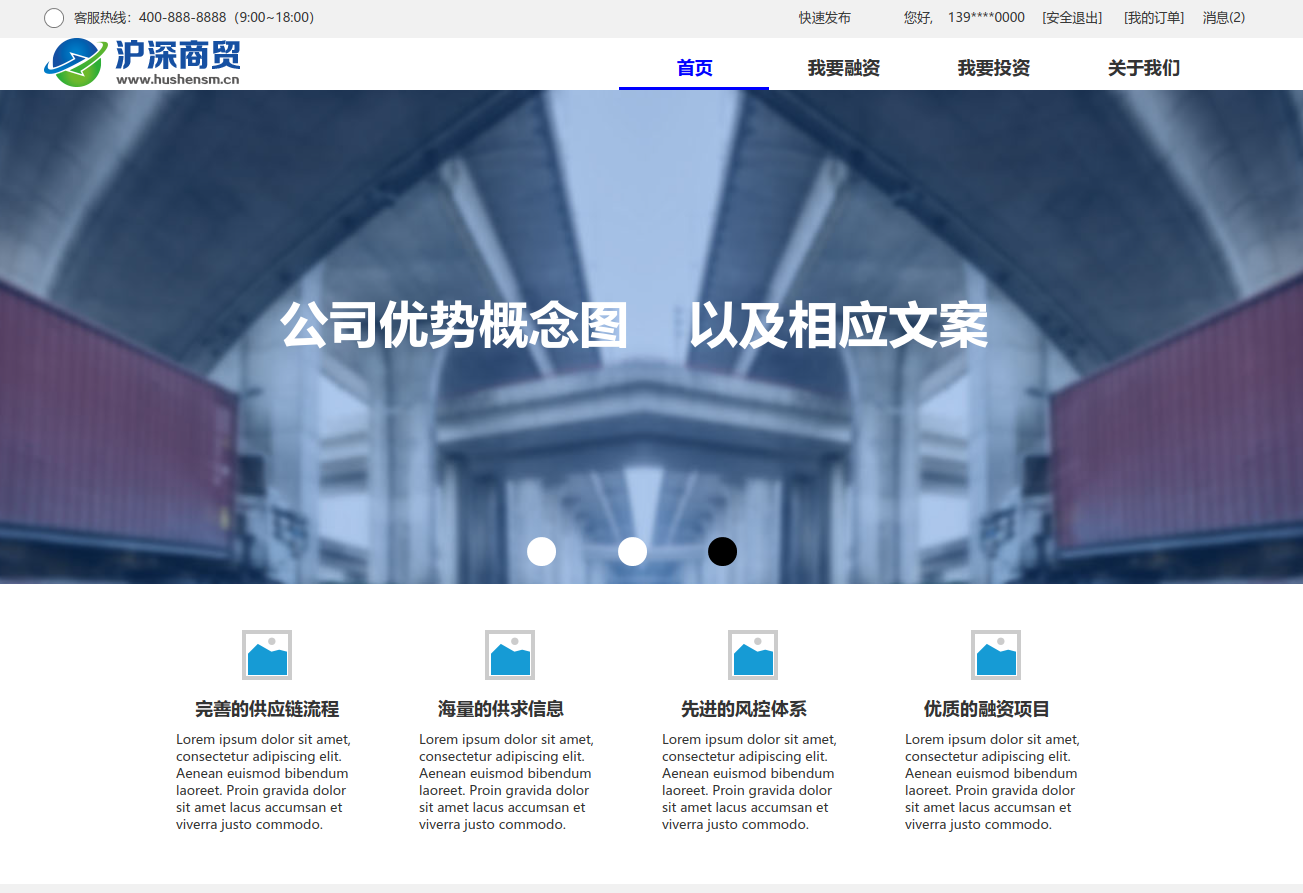 客服热线：400-888-8888（9:00~18:00）
快速发布 您好， 139****0000 [安全退出] [我的订单] 消息(2)
沪深商贸
www.hushensm.cn
首页 我要融资 我要投资 关于我们
公司优势概念图 以及相应文案
完善的供应链流程
Lorem ipsum dolor sit amet,
consectetur adipiscing elit.
Aenean euismod bibendum
laoreet. Proin gravida dolor
sit amet lacus accumsan et
viverra justo commodo.
海量的供求信息
Lorem ipsum dolor sit amet,
consectetur adipiscing elit.
Aenean euismod bibendum
laoreet. Proin gravida dolor
sit amet lacus accumsan et
viverra justo commodo.
先进的风控体系
Lorem ipsum dolor sit amet,
consectetur adipiscing elit.
Aenean euismod bibendum
laoreet. Proin gravida dolor
sit amet lacus accumsan et
viverra justo commodo.
优质的融资项目
Lorem ipsum dolor sit amet,
consectetur adipiscing elit.
Aenean euismod bibendum
laoreet. Proin gravida dolor
sit amet lacus accumsan et
viverra justo commodo.